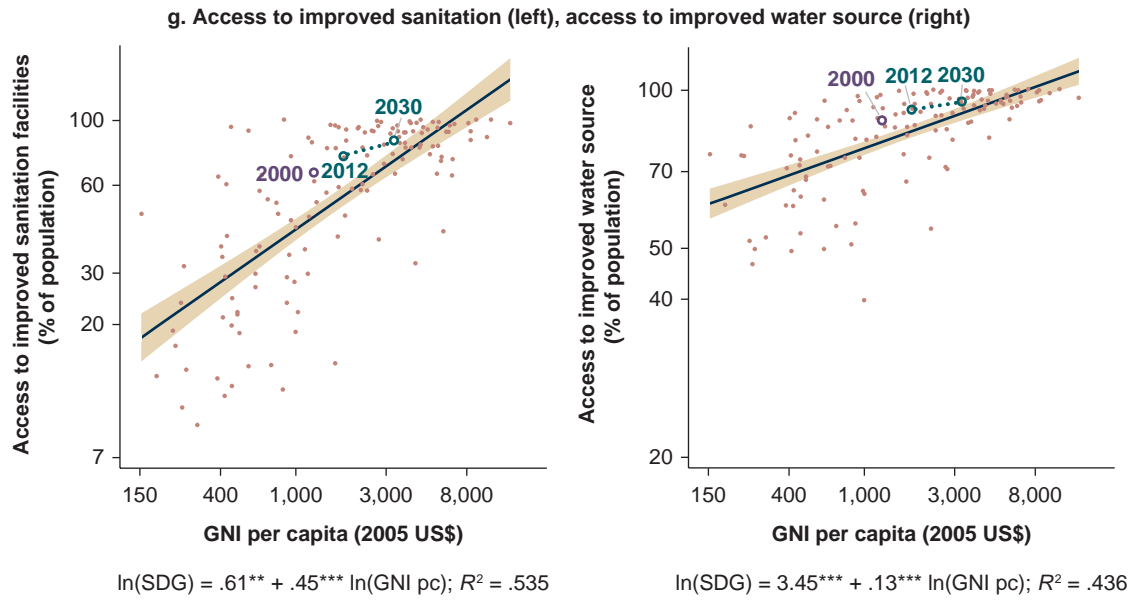 g. Access to improved sanitation (left), access to improved water source (right)
Access to improved sanitation facilities
(% of population)
100
60
30
20
7
2000
2012
2030
150
400
1,000
3,000
8,000
GNI per capita (2005 US$)
ln(SDG) = .61** + .45*** ln(GNI pc); R² = .535
Access to improved water source
(% of population)
100
70
50
40
20
2000
2012
2030
150
400
1,000
3,000
8,000
GNI per capita (2005 US$)
ln(SDG) = 3.45*** + .13*** ln(GNI pc); R² = .436